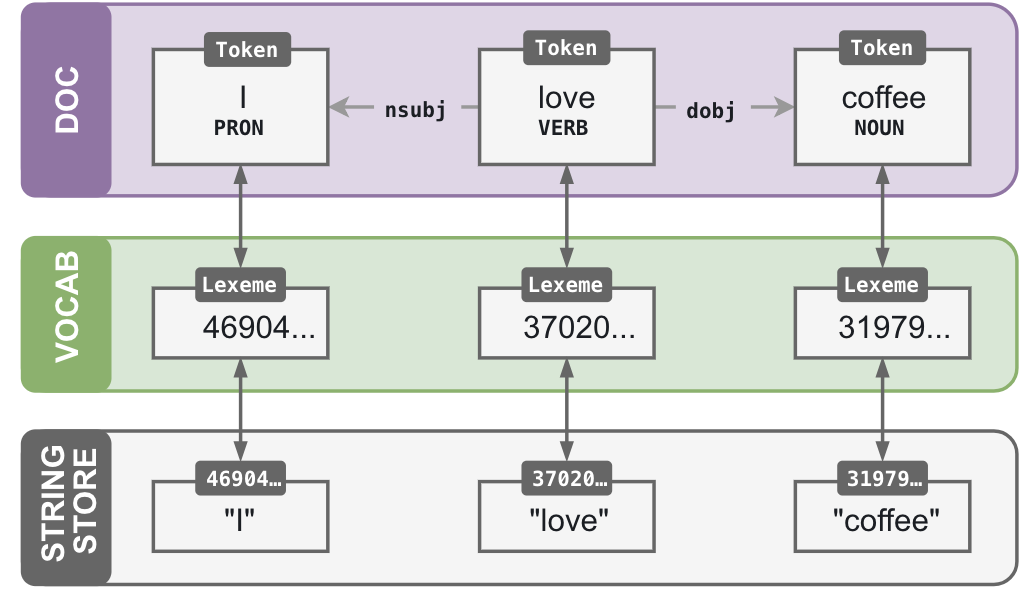 DOC
Token
Token
Token
I
love
coffee
nsubj
dobj
PRON
VERB
NOUN
VOCAB
Lexeme
Lexeme
Lexeme
46904...
37020...
31979...
STRING
STORE
46904…
37020…
31979…
"I"
"love"
"coffee"